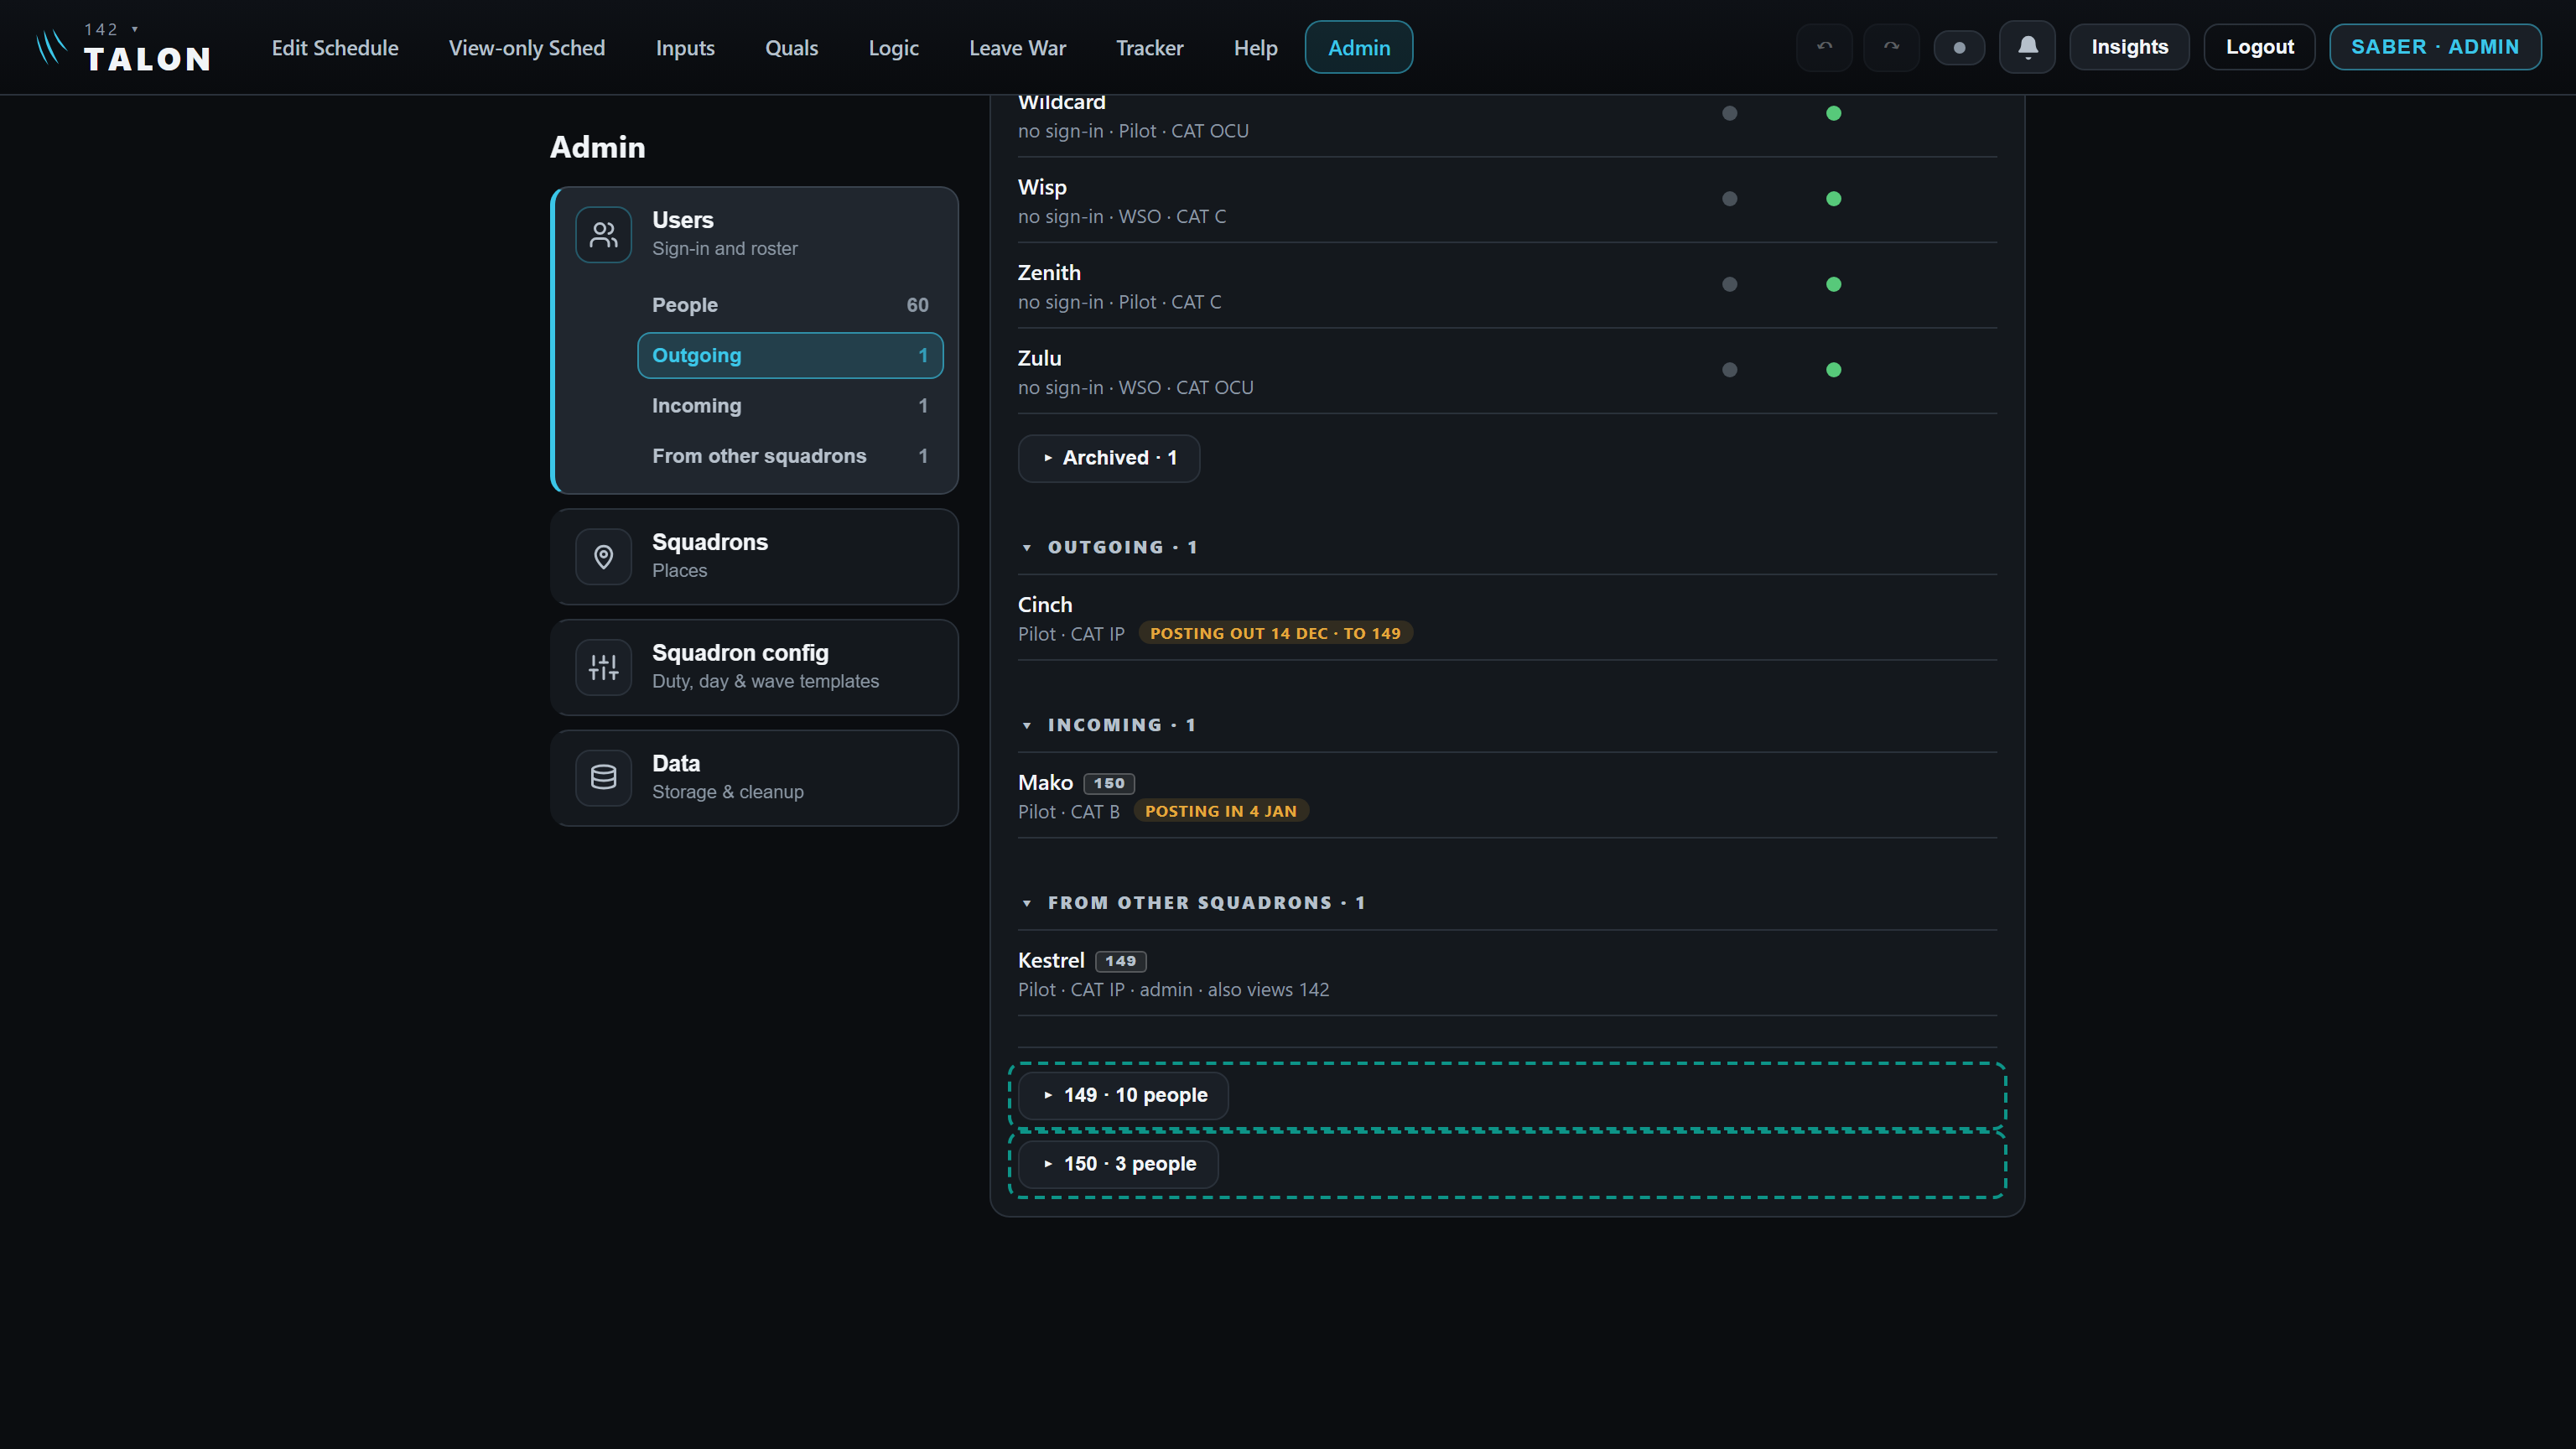 142 ▾
TALON
Edit Schedule
View-only Sched
Inputs
Quals
Logic
Leave War
Tracker
Help
Admin
Insights
Logout
SABER · ADMIN
Admin
Users
Sign-in and roster
People 60
Outgoing 1
Incoming 1
From other squadrons 1
Squadrons
Places
Squadron config
Duty, day & wave templates
Data
Storage & cleanup
Wildcard
no sign-in · Pilot · CAT OCU
Wisp
no sign-in · WSO · CAT C
Zenith
no sign-in · Pilot · CAT C
Zulu
no sign-in · WSO · CAT OCU
▸ Archived · 1
▾ OUTGOING · 1
Cinch
Pilot · CAT IP POSTING OUT 14 DEC · TO 149
▾ INCOMING · 1
Mako 150
Pilot · CAT B POSTING IN 4 JAN
▾ FROM OTHER SQUADRONS · 1
Kestrel 149
Pilot · CAT IP · admin · also views 142
▸ 149 · 10 people
▸ 150 · 3 people